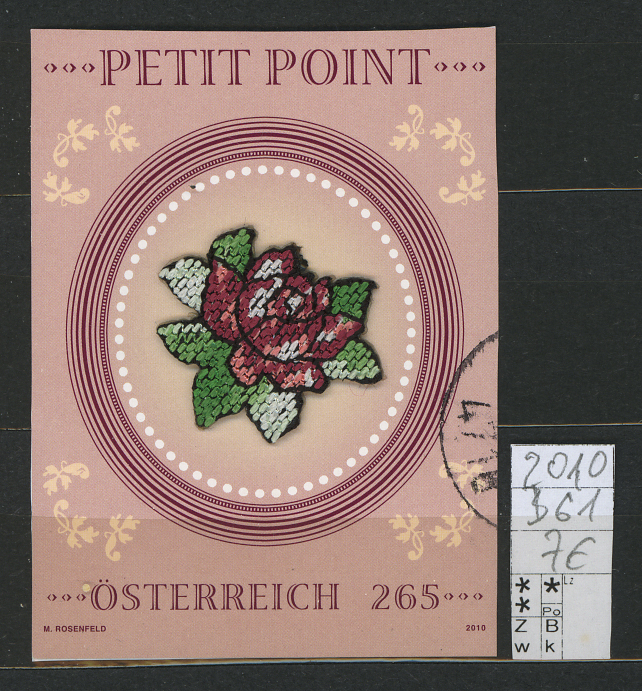 PETIT POINT
ÖSTERREICH 265
M. ROSENFELD 2010
2010
b61
7€
** * Lz
Po
Z B
w k